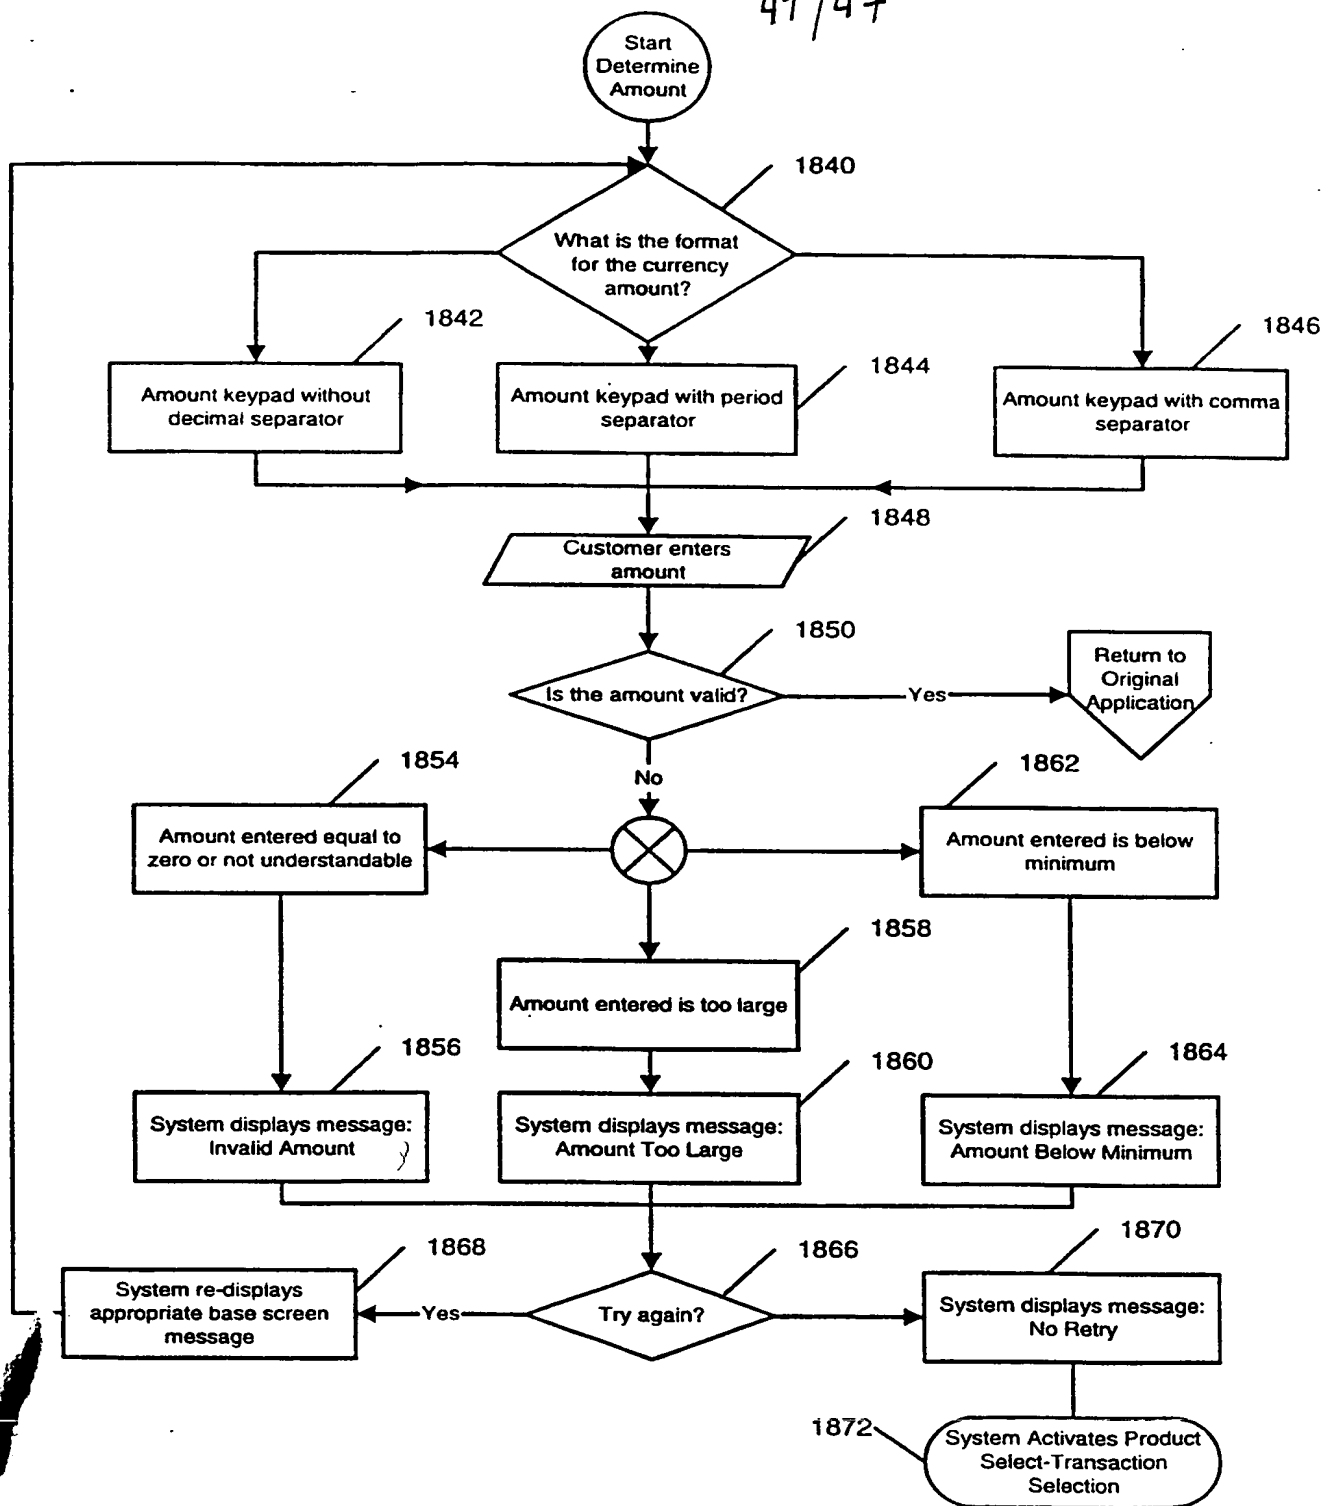 47/47
Start
Determine
Amount
1840
What is the format
for the currency
amount?
1842
1844
1846
Amount keypad without
decimal separator
Amount keypad with period
separator
Amount keypad with comma
separator
1848
Customer enters
amount
1850
Is the amount valid?
Yes
Return to
Original
Application
No
1854
1862
Amount entered equal to
zero or not understandable
Amount entered is below
minimum
1858
Amount entered is too large
1856
1860
1864
System displays message:
Invalid Amount
System displays message:
Amount Too Large
System displays message:
Amount Below Minimum
1868
1866
1870
System re-displays
appropriate base screen
message
Yes
Try again?
System displays message:
No Retry
1872
System Activates Product
Select-Transaction
Selection